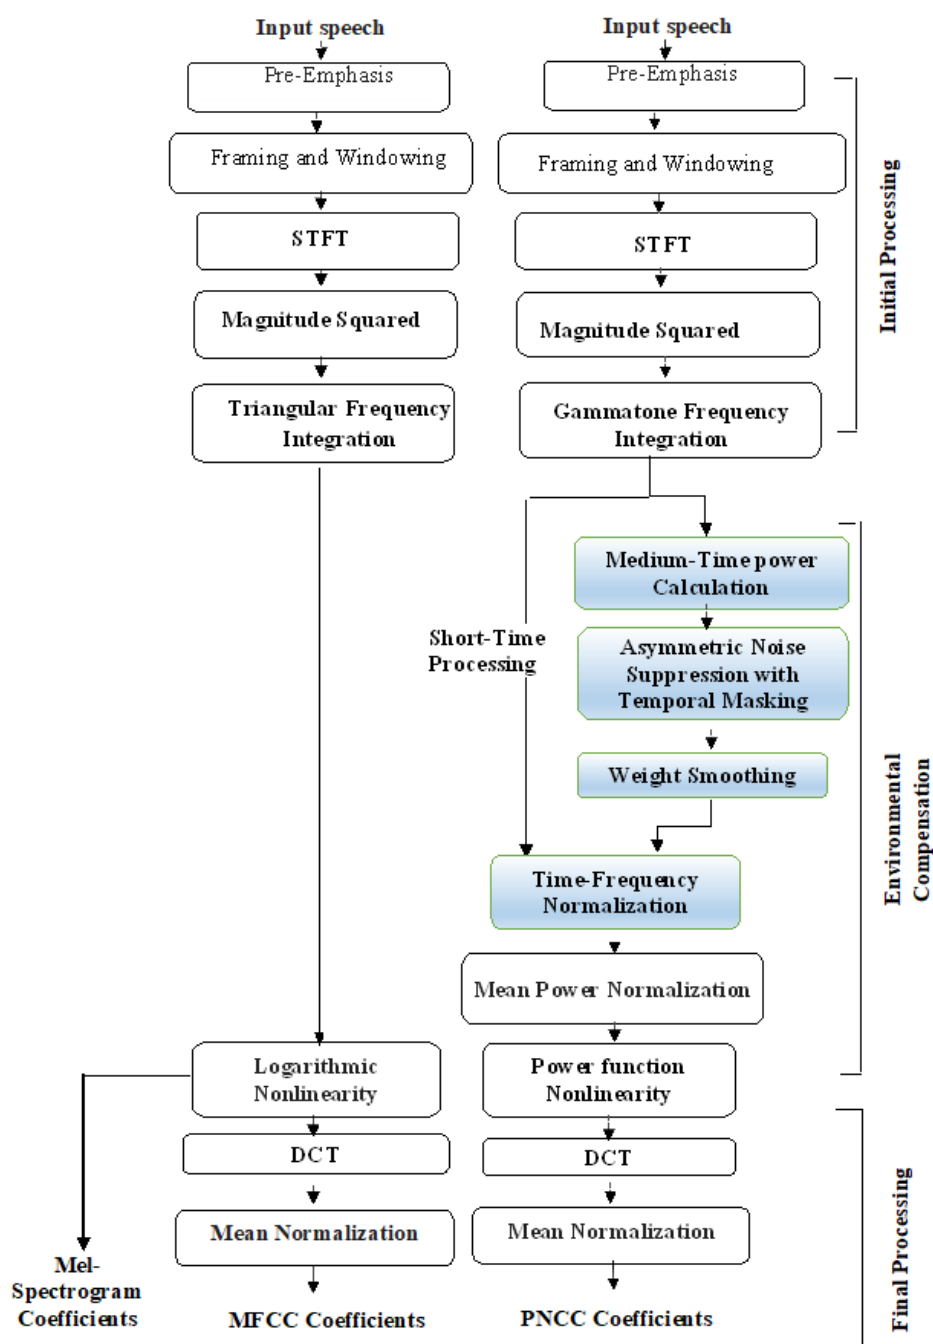 Input speech
Pre-Emphasis
Framing and Windowing
STFT
Magnitude Squared
Triangular Frequency
Integration
Logarithmic
Nonlinearity
DCT
Mean Normalization
Mel-
Spectrogram
Coefficients
MFCC Coefficients
Input speech
Pre-Emphasis
Framing and Windowing
STFT
Magnitude Squared
Gammatone Frequency
Integration
Short-Time
Processing
Medium-Time power
Calculation
Asymmetric Noise
Suppression with
Temporal Masking
Weight Smoothing
Time-Frequency
Normalization
Mean Power Normalization
Power function
Nonlinearity
DCT
Mean Normalization
PNCC Coefficients
Initial Processing
Environmental
Compensation
Final Processing